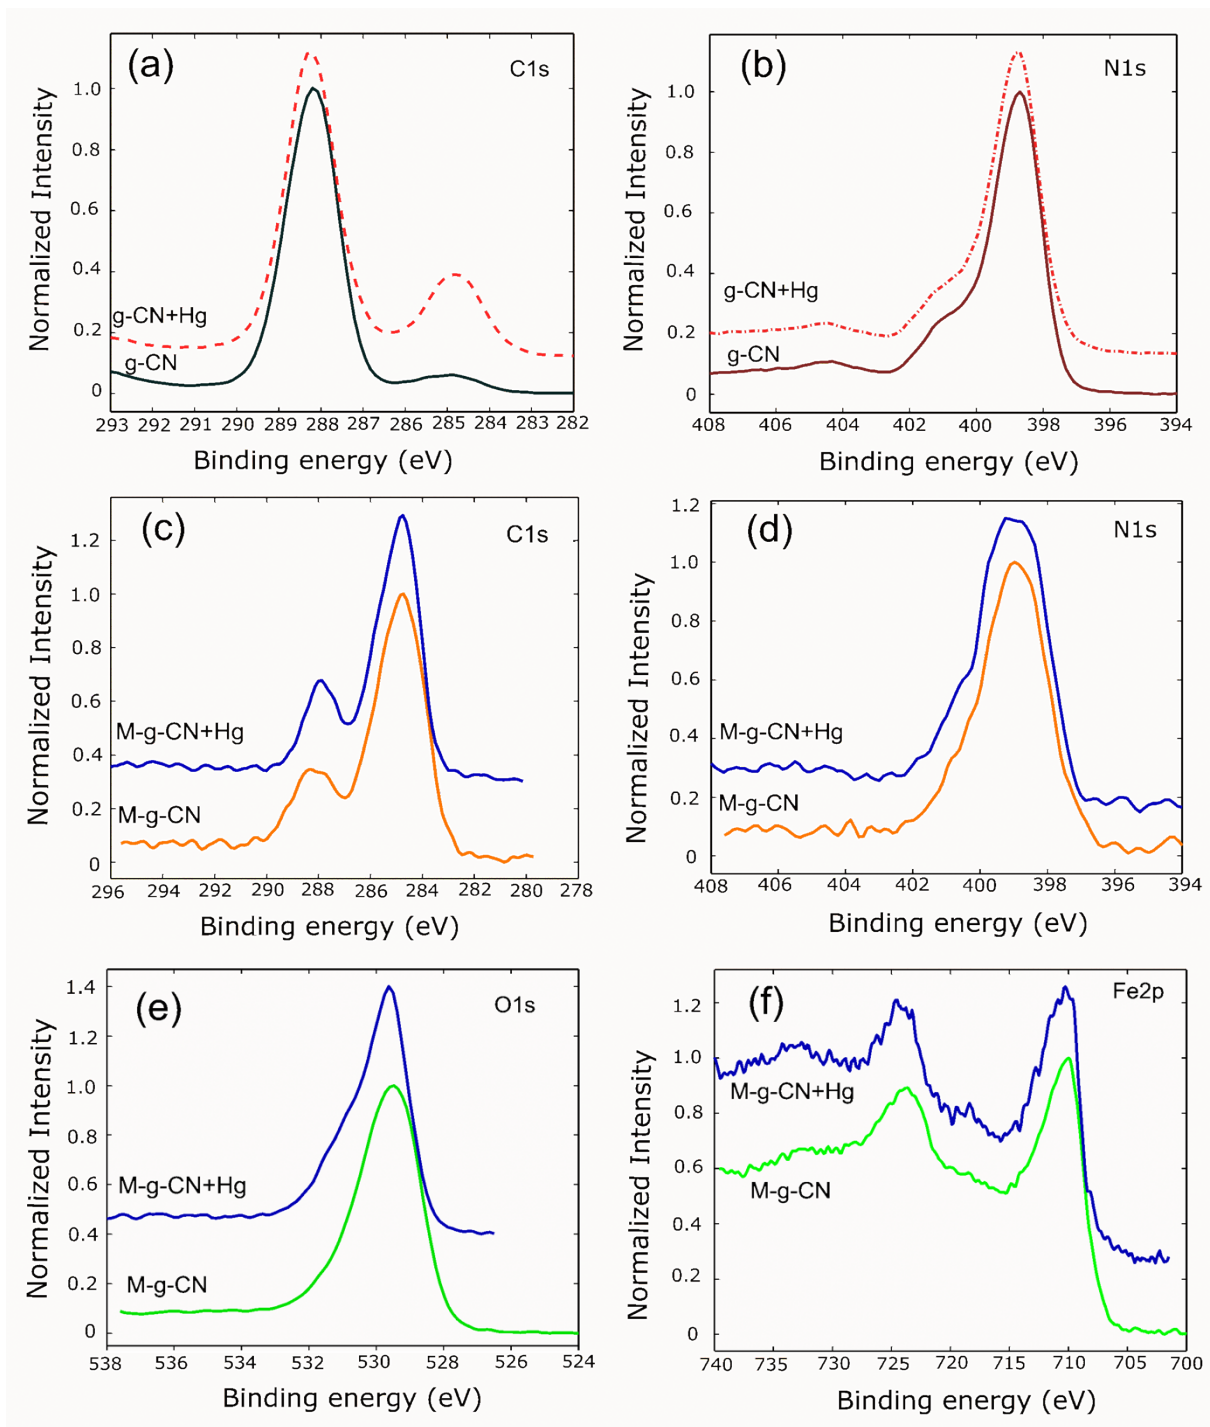 (a)
C1s
Normalized Intensity
1.0
0.8
0.6
0.4
0.2
0
g-CN+Hg
g-CN
293 292 291 290 289 288 287 286 285 284 283 282
Binding energy (eV)
(b)
N1s
Normalized Intensity
1.0
0.8
0.6
0.4
0.2
0
g-CN+Hg
g-CN
408 406 404 402 400 398 396 394
Binding energy (eV)
(c)
C1s
Normalized Intensity
1.2
1.0
0.8
0.6
0.4
0.2
0
M-g-CN+Hg
M-g-CN
296 294 292 290 288 286 284 282 280 278
Binding energy (eV)
(d)
N1s
Normalized Intensity
1.2
1.0
0.8
0.6
0.4
0.2
0
M-g-CN+Hg
M-g-CN
408 406 404 402 400 398 396 394
Binding energy (eV)
(e)
O1s
Normalized Intensity
1.4
1.2
1.0
0.8
0.6
0.4
0.2
0
M-g-CN+Hg
M-g-CN
538 536 534 532 530 528 526 524
Binding energy (eV)
(f)
Fe2p
Normalized Intensity
1.2
1.0
0.8
0.6
0.4
0.2
0
M-g-CN+Hg
M-g-CN
740 735 730 725 720 715 710 705 700
Binding energy (eV)